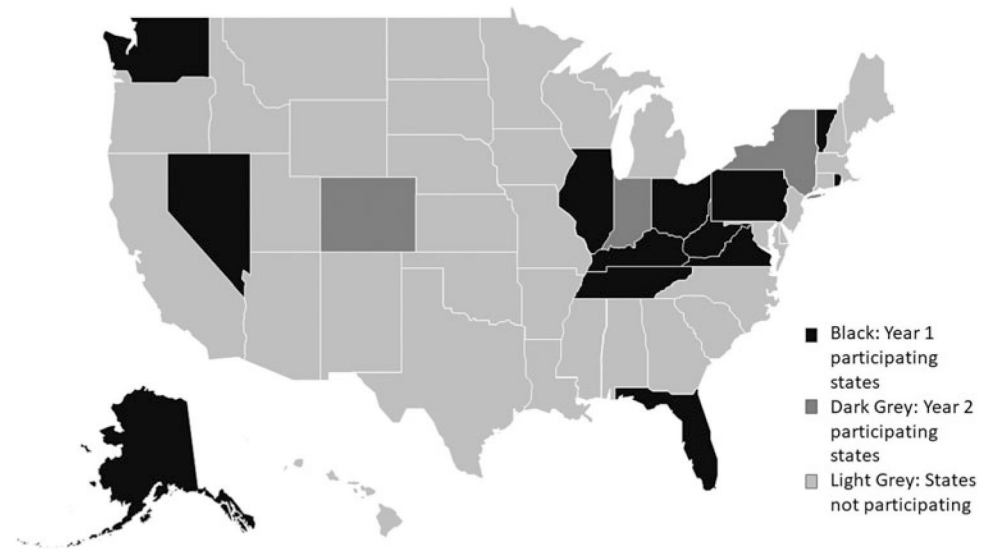 Black: Year 1
participating
states
Dark Grey: Year 2
participating
states
Light Grey: States
not participating